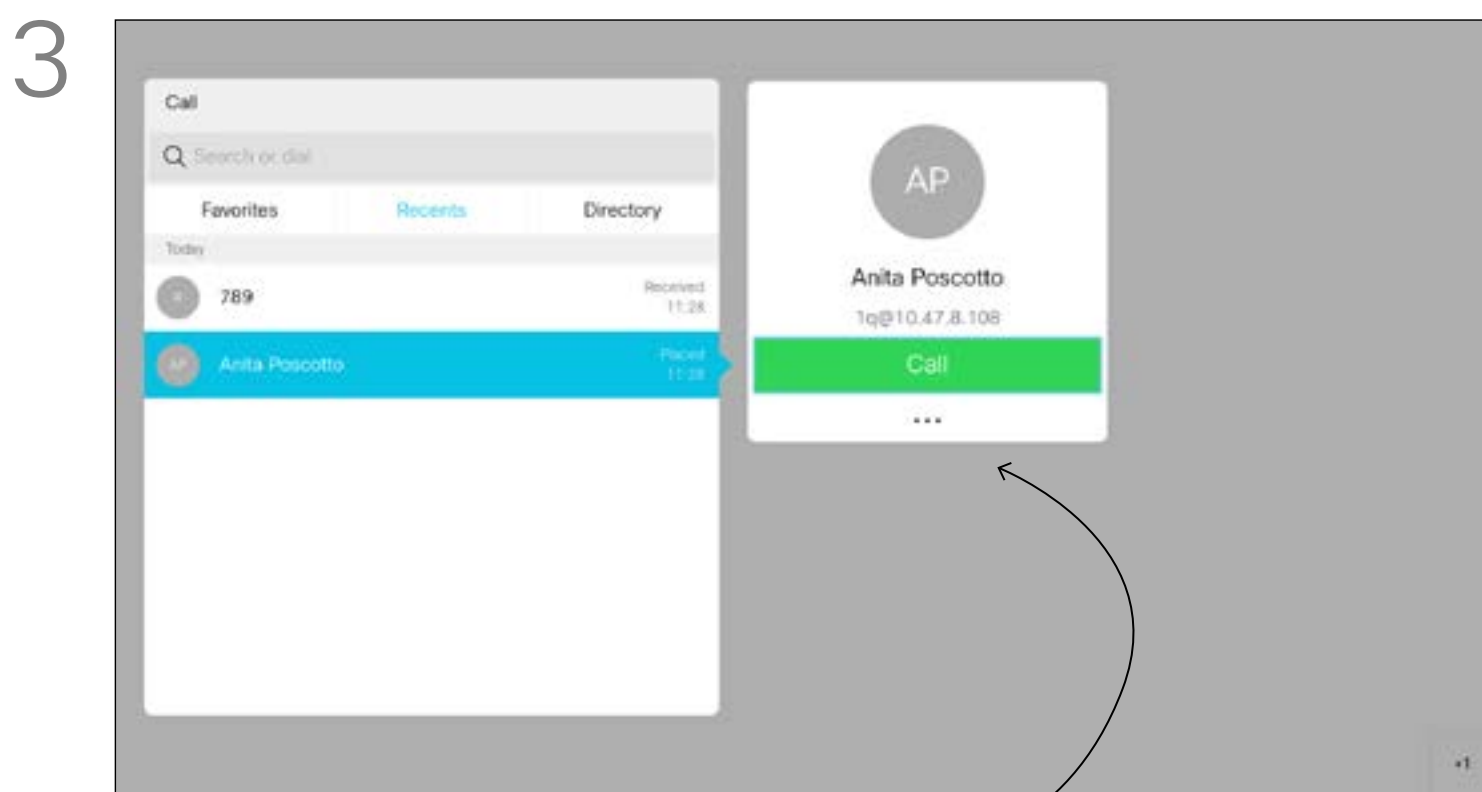 3
Call
Search or dial
Favorites Recents Directory
Today
789 Received
11:28
AP Anita Poscotto Placed
11:28
AP
Anita Poscotto
1q@10.47.8.108
Call
...